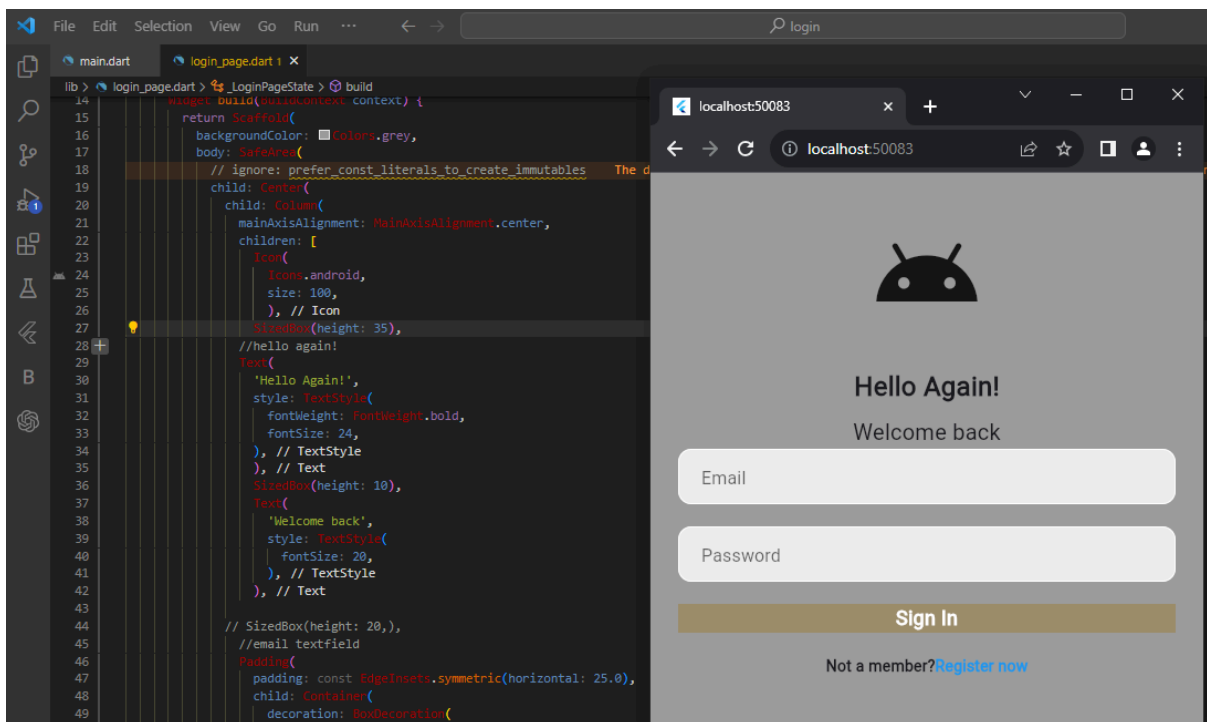 File Edit Selection View Go Run ··· ← → login
main.dart login_page.dart 1 ×
lib > login_page.dart > _LoginPageState > build
14 Widget build(BuildContext context) {
15 return Scaffold(
16 backgroundColor: Colors.grey,
17 body: SafeArea(
18 // ignore: prefer_const_literals_to_create_immutables The d
19 child: Center(
20 child: Column(
21 mainAxisAlignment: MainAxisAlignment.center,
22 children: [
23 Icon(
24 Icons.android,
25 size: 100,
26 ), // Icon
27 SizedBox(height: 35),
28 //hello again!
29 Text(
30 'Hello Again!',
31 style: TextStyle(
32 fontWeight: FontWeight.bold,
33 fontSize: 24,
34 ), // TextStyle
35 ), // Text
36 SizedBox(height: 10),
37 Text(
38 'Welcome back',
39 style: TextStyle(
40 fontSize: 20,
41 ), // TextStyle
42 ), // Text
43
44 // SizedBox(height: 20,),
45 //email textfield
46 Padding(
47 padding: const EdgeInsets.symmetric(horizontal: 25.0),
48 child: Container(
49 decoration: BoxDecoration(
1
B
localhost:50083 × +
localhost:50083
Hello Again!
Welcome back
Email
Password
Sign In
Not a member?Register now